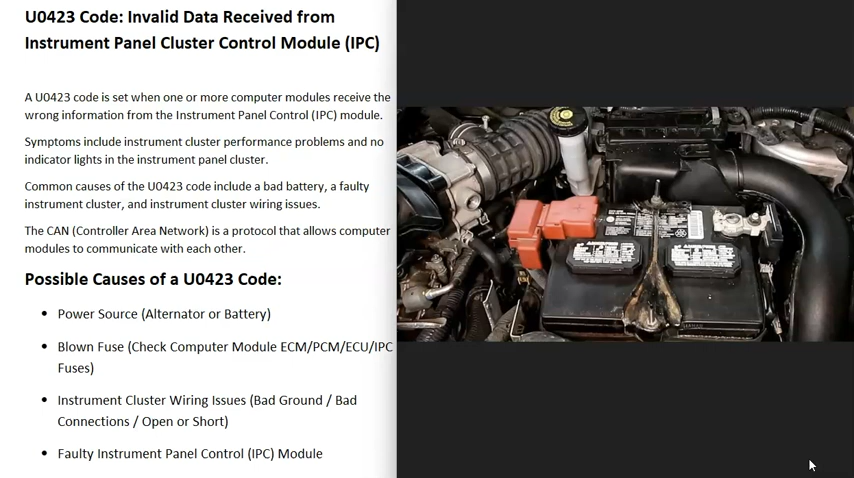 U0423 Code: Invalid Data Received from
Instrument Panel Cluster Control Module (IPC)
A U0423 code is set when one or more computer modules receive the
wrong information from the Instrument Panel Control (IPC) module.
Symptoms include instrument cluster performance problems and no
indicator lights in the instrument panel cluster.
Common causes of the U0423 code include a bad battery, a faulty
instrument cluster, and instrument cluster wiring issues.
The CAN (Controller Area Network) is a protocol that allows computer
modules to communicate with each other.
Possible Causes of a U0423 Code:
• Power Source (Alternator or Battery)
• Blown Fuse (Check Computer Module ECM/PCM/ECU/IPC
Fuses)
• Instrument Cluster Wiring Issues (Bad Ground / Bad
Connections / Open or Short)
• Faulty Instrument Panel Control (IPC) Module